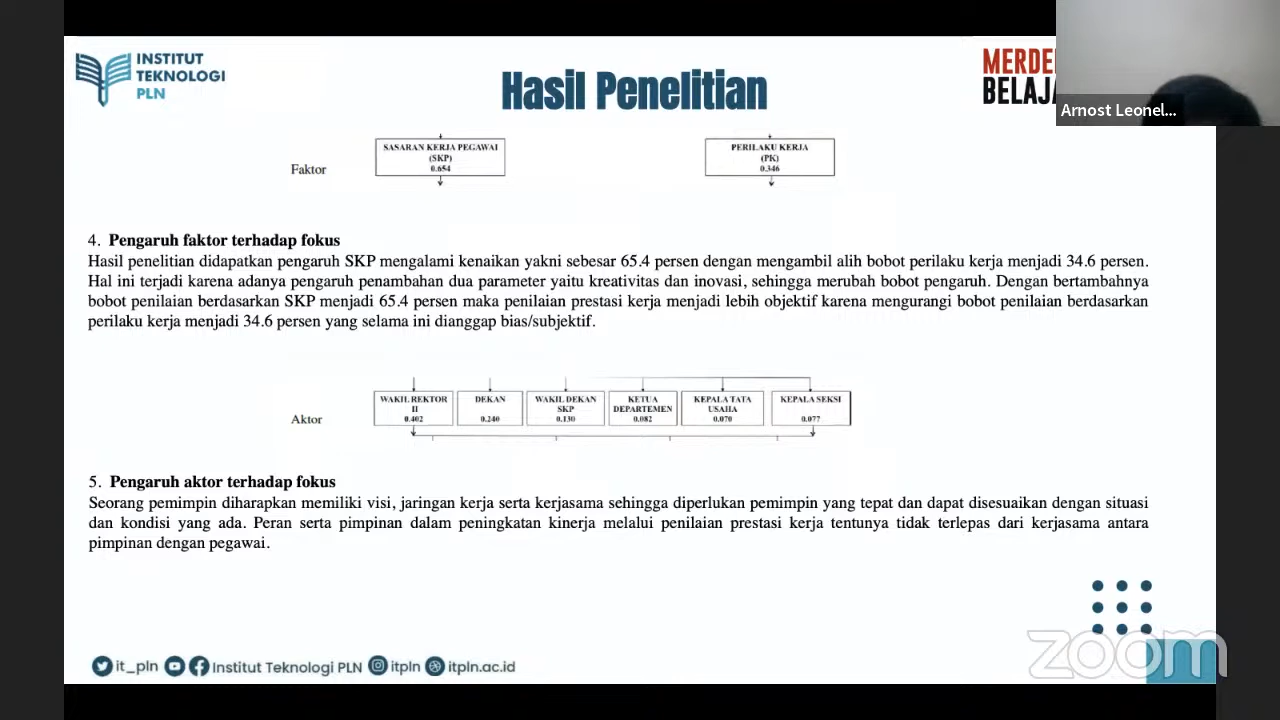 INSTITUT
TEKNOLOGI
PLN
Hasil Penelitian
MERDE
BELAJA
Arnost Leonel...
Faktor
SASARAN KERJA PEGAWAI
(SKP)
0.654
PERILAKU KERJA
(PK)
0.346
4. Pengaruh faktor terhadap fokus
Hasil penelitian didapatkan pengaruh SKP mengalami kenaikan yakni sebesar 65.4 persen dengan mengambil alih bobot perilaku kerja menjadi 34.6 persen.
Hal ini terjadi karena adanya pengaruh penambahan dua parameter yaitu kreativitas dan inovasi, sehingga merubah bobot pengaruh. Dengan bertambahnya
bobot penilaian berdasarkan SKP menjadi 65.4 persen maka penilaian prestasi kerja menjadi lebih objektif karena mengurangi bobot penilaian berdasarkan
perilaku kerja menjadi 34.6 persen yang selama ini dianggap bias/subjektif.
Aktor
WAKIL REKTOR
II
0.402
DEKAN
0.240
WAKIL DEKAN
SKP
0.130
KETUA
DEPARTEMEN
0.082
KEPALA TATA
USAHA
0.070
KEPALA SEKSI
0.077
5. Pengaruh aktor terhadap fokus
Seorang pemimpin diharapkan memiliki visi, jaringan kerja serta kerjasama sehingga diperlukan pemimpin yang tepat dan dapat disesuaikan dengan situasi
dan kondisi yang ada. Peran serta pimpinan dalam peningkatan kinerja melalui penilaian prestasi kerja tentunya tidak terlepas dari kerjasama antara
pimpinan dengan pegawai.
it_pln Institut Teknologi PLN itpln itpln.ac.id
zoom